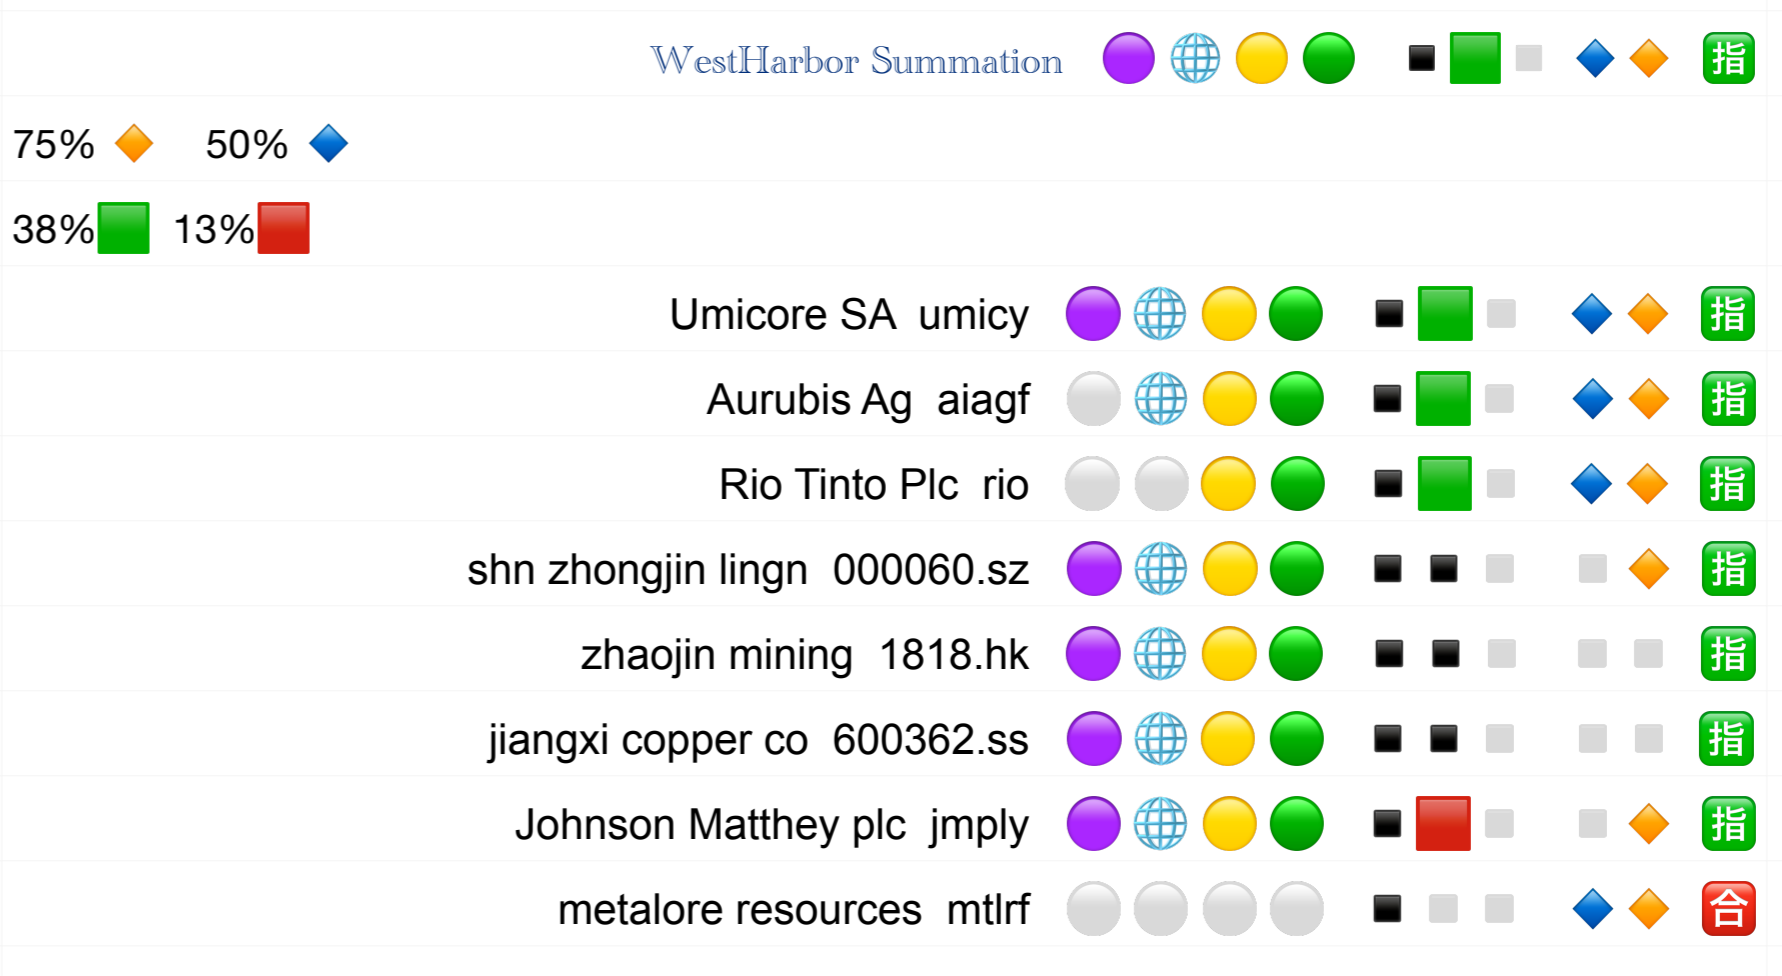 WestHarbor Summation 指
75% 50%
38% 13%
Umicore SA umicy 指
Aurubis Ag aiagf 指
Rio Tinto Plc rio 指
shn zhongjin lingn 000060.sz 指
zhaojin mining 1818.hk 指
jiangxi copper co 600362.ss 指
Johnson Matthey plc jmply 指
metalore resources mtlrf 合